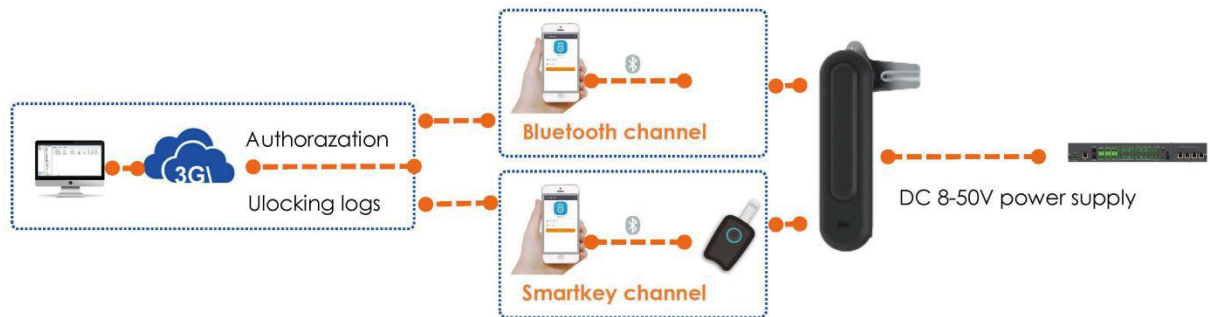 3G\
Authorazation
Ulocking logs
Bluetooth channel
Smartkey channel
DC 8-50V power supply